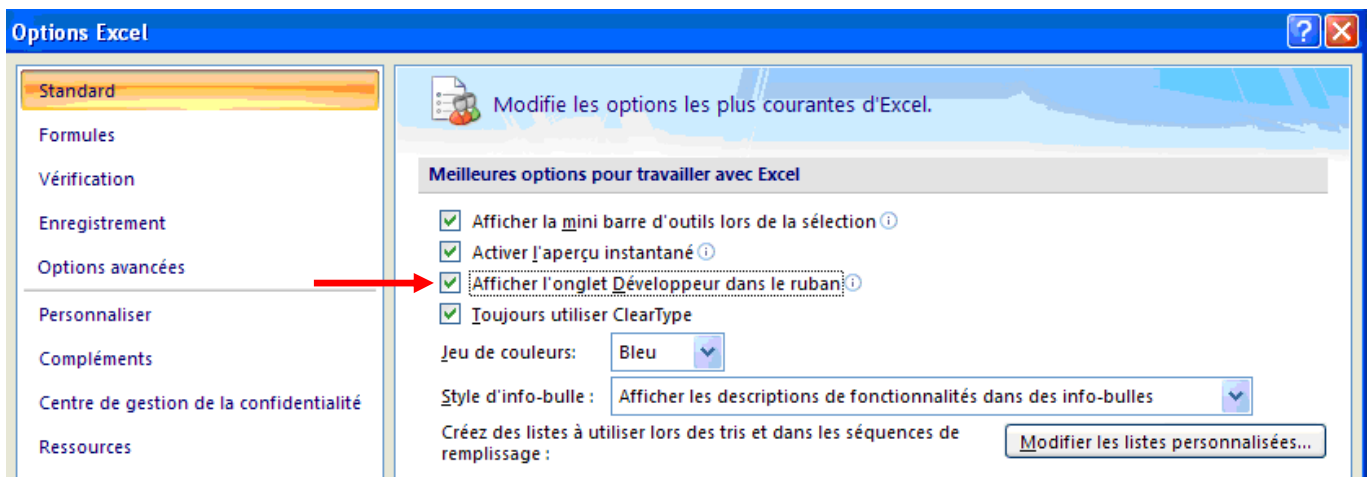 Options Excel
Standard
Formules
Vérification
Enregistrement
Options avancées
Personnaliser
Compléments
Centre de gestion de la confidentialité
Ressources
Modifie les options les plus courantes d'Excel.
Meilleures options pour travailler avec Excel
Afficher la mini barre d'outils lors de la sélection
Activer l'aperçu instantané
Afficher l'onglet Développeur dans le ruban
Toujours utiliser ClearType
Jeu de couleurs: Bleu
Style d'info-bulle : Afficher les descriptions de fonctionnalités dans des info-bulles
Créez des listes à utiliser lors des tris et dans les séquences de
remplissage :
Modifier les listes personnalisées...